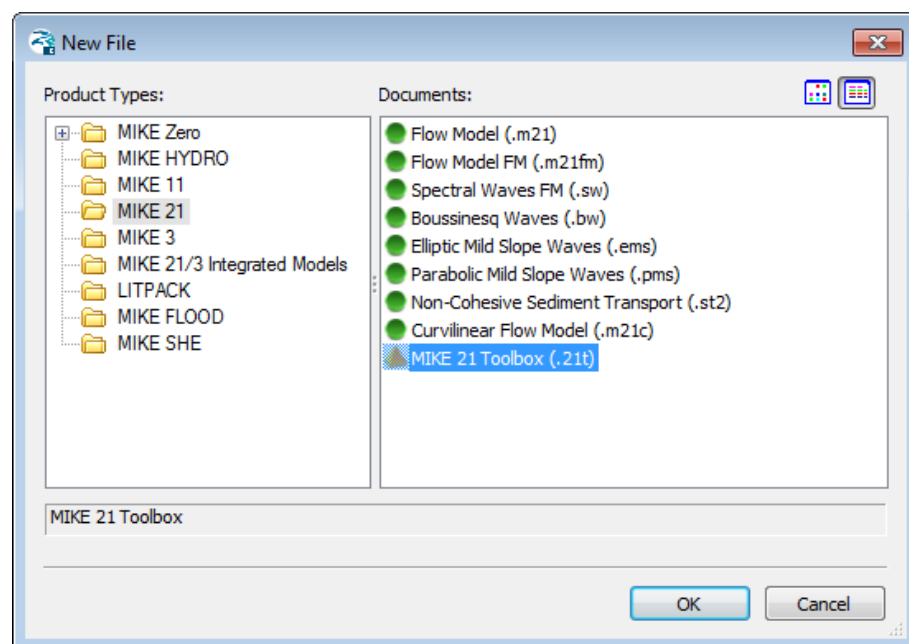 New File
Product Types:
Documents:
MIKE Zero
MIKE HYDRO
MIKE 11
MIKE 21
MIKE 3
MIKE 21/3 Integrated Models
LITPACK
MIKE FLOOD
MIKE SHE
Flow Model (.m21)
Flow Model FM (.m21fm)
Spectral Waves FM (.sw)
Boussinesq Waves (.bw)
Elliptic Mild Slope Waves (.ems)
Parabolic Mild Slope Waves (.pms)
Non-Cohesive Sediment Transport (.st2)
Curvilinear Flow Model (.m21c)
MIKE 21 Toolbox (.21t)
MIKE 21 Toolbox
OK
Cancel